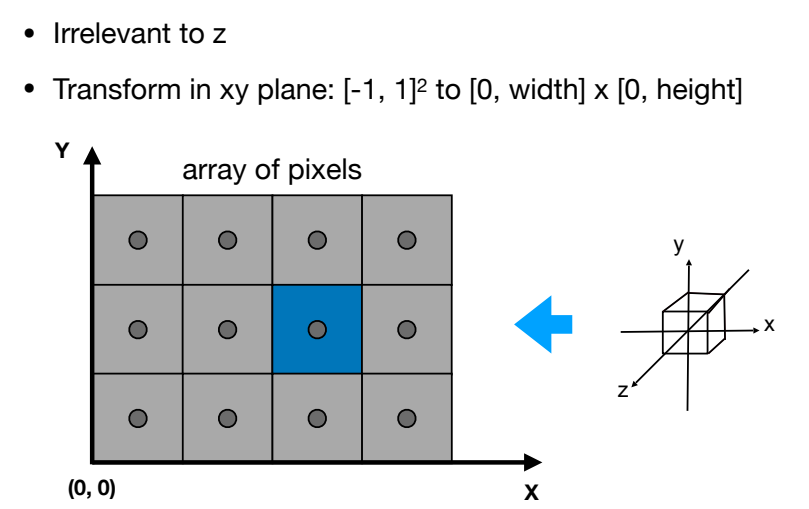 • Irrelevant to z
• Transform in xy plane: [-1, 1]² to [0, width] x [0, height]
Y
array of pixels
y
x
z
(0, 0)
X